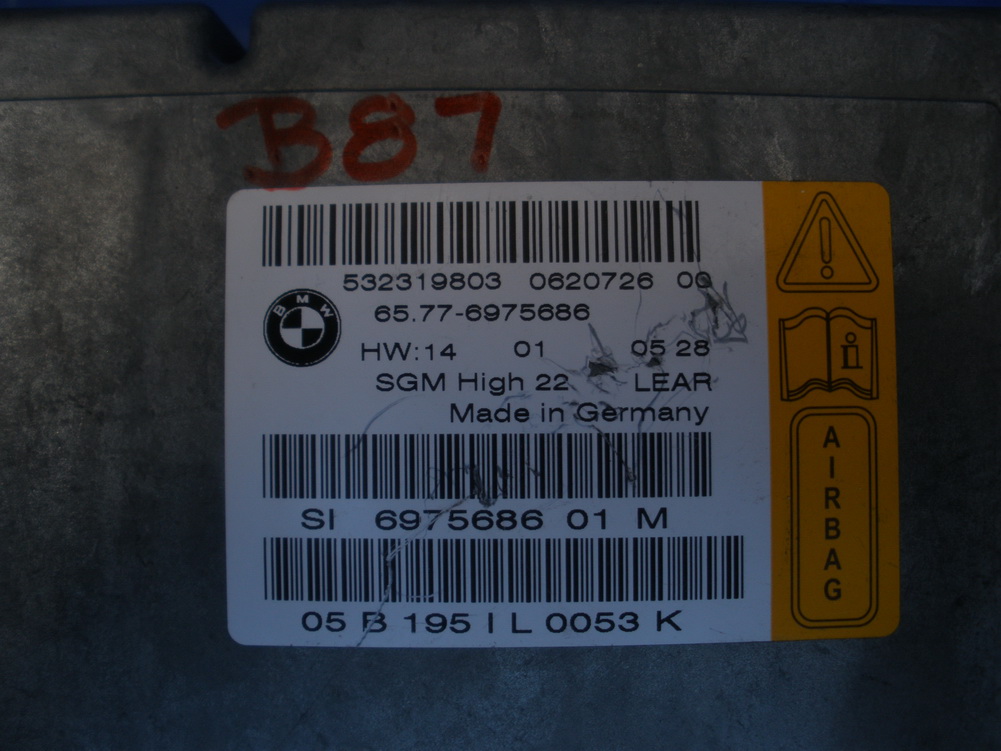 B87
532319803 0620726 00
BMW
65.77-6975686
HW:14 01 05 28
SGM High 22 LEAR
Made in Germany
SI 6975686 01 M
05 B 195 I L 0053 K
i
AIRBAG